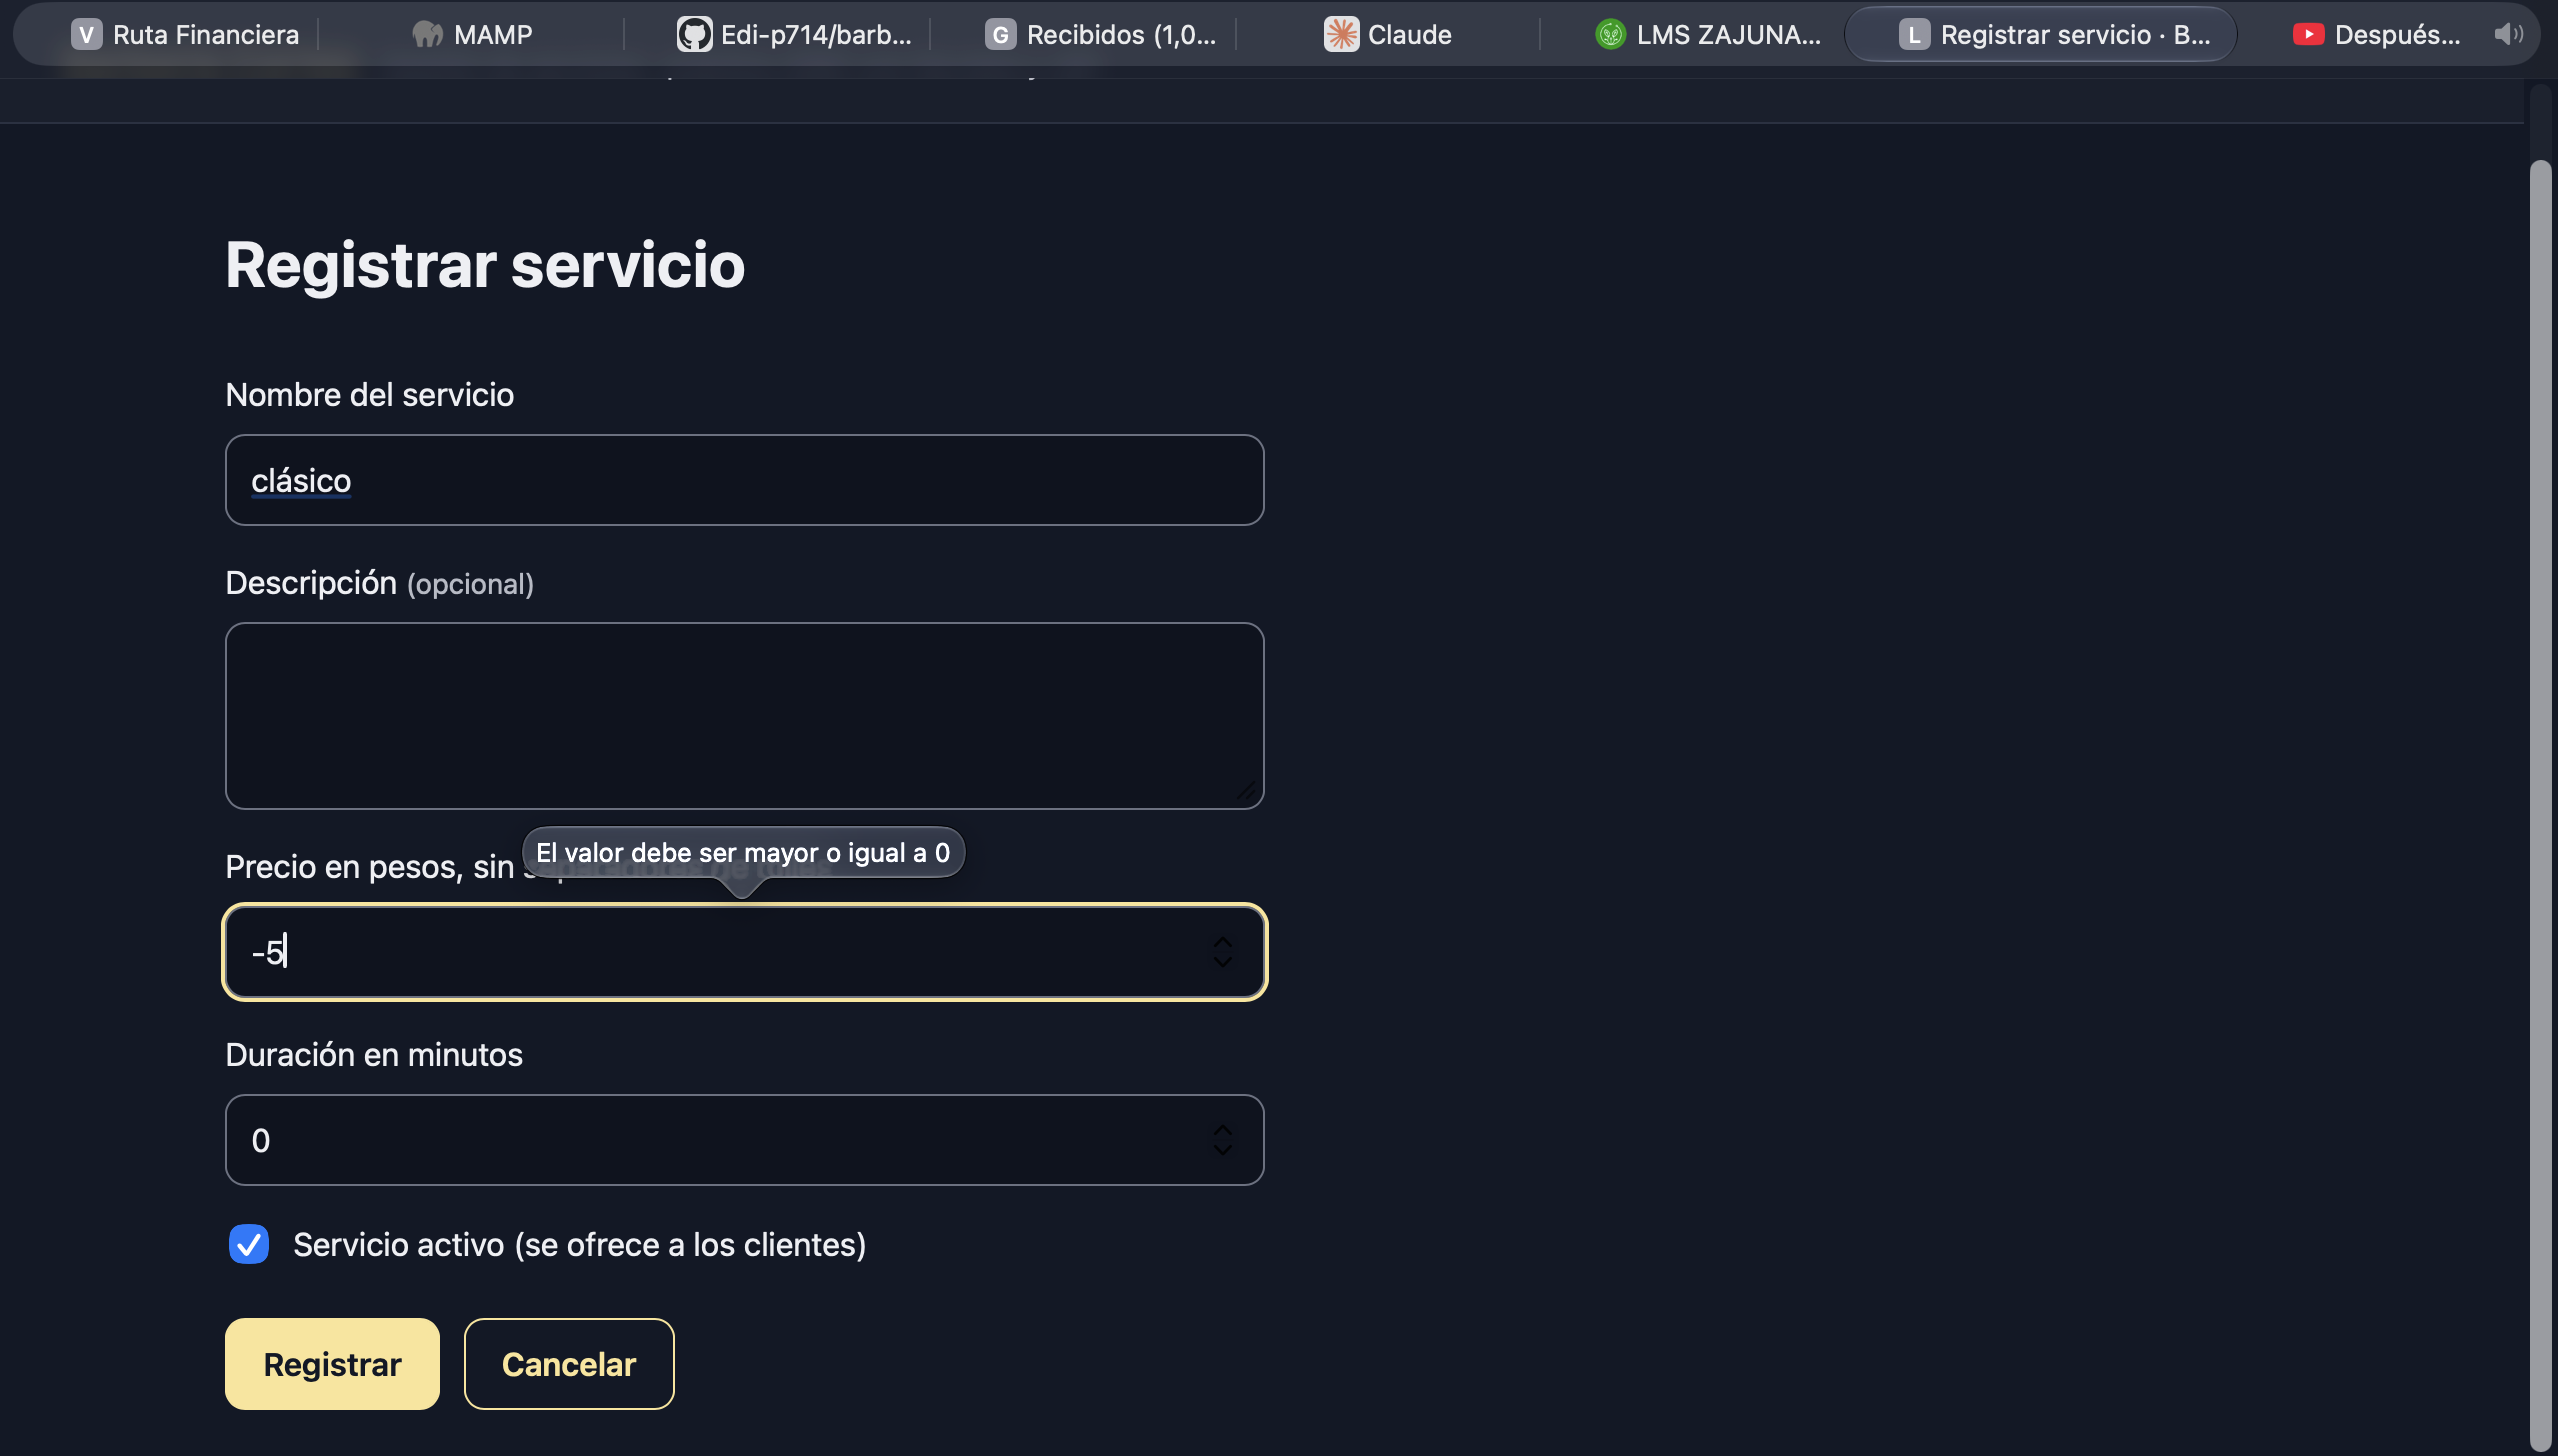 V Ruta Financiera
MAMP
Edi-p714/barb...
G Recibidos (1,0...
Claude
LMS ZAJUNA...
L Registrar servicio · B...
Después...
Registrar servicio
Nombre del servicio
clásico
Descripción (opcional)
El valor debe ser mayor o igual a 0
Precio en pesos, sin
-5
Duración en minutos
0
Servicio activo (se ofrece a los clientes)
Registrar
Cancelar